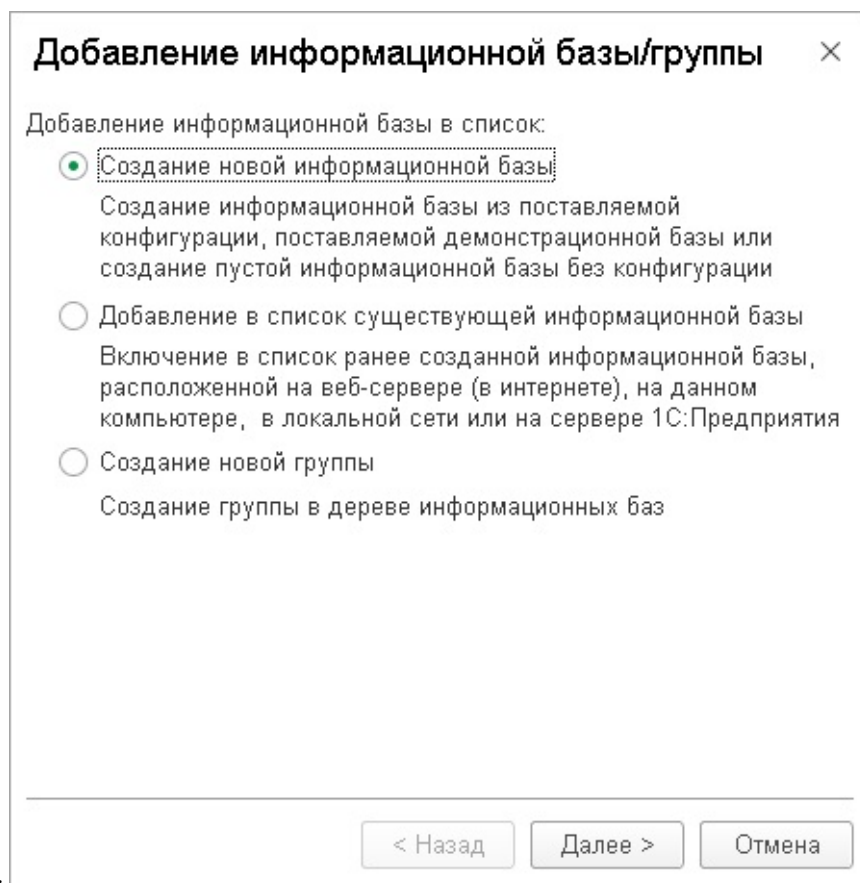 Добавление информационной базы/группы
Добавление информационной базы в список:
Создание новой информационной базы
Создание информационной базы из поставляемой
конфигурации, поставляемой демонстрационной базы или
создание пустой информационной базы без конфигурации
Добавление в список существующей информационной базы
Включение в список ранее созданной информационной базы,
расположенной на веб-сервере (в интернете), на данном
компьютере, в локальной сети или на сервере 1С:Предприятия
Создание новой группы
Создание группы в дереве информационных баз
< Назад Далее > Отмена